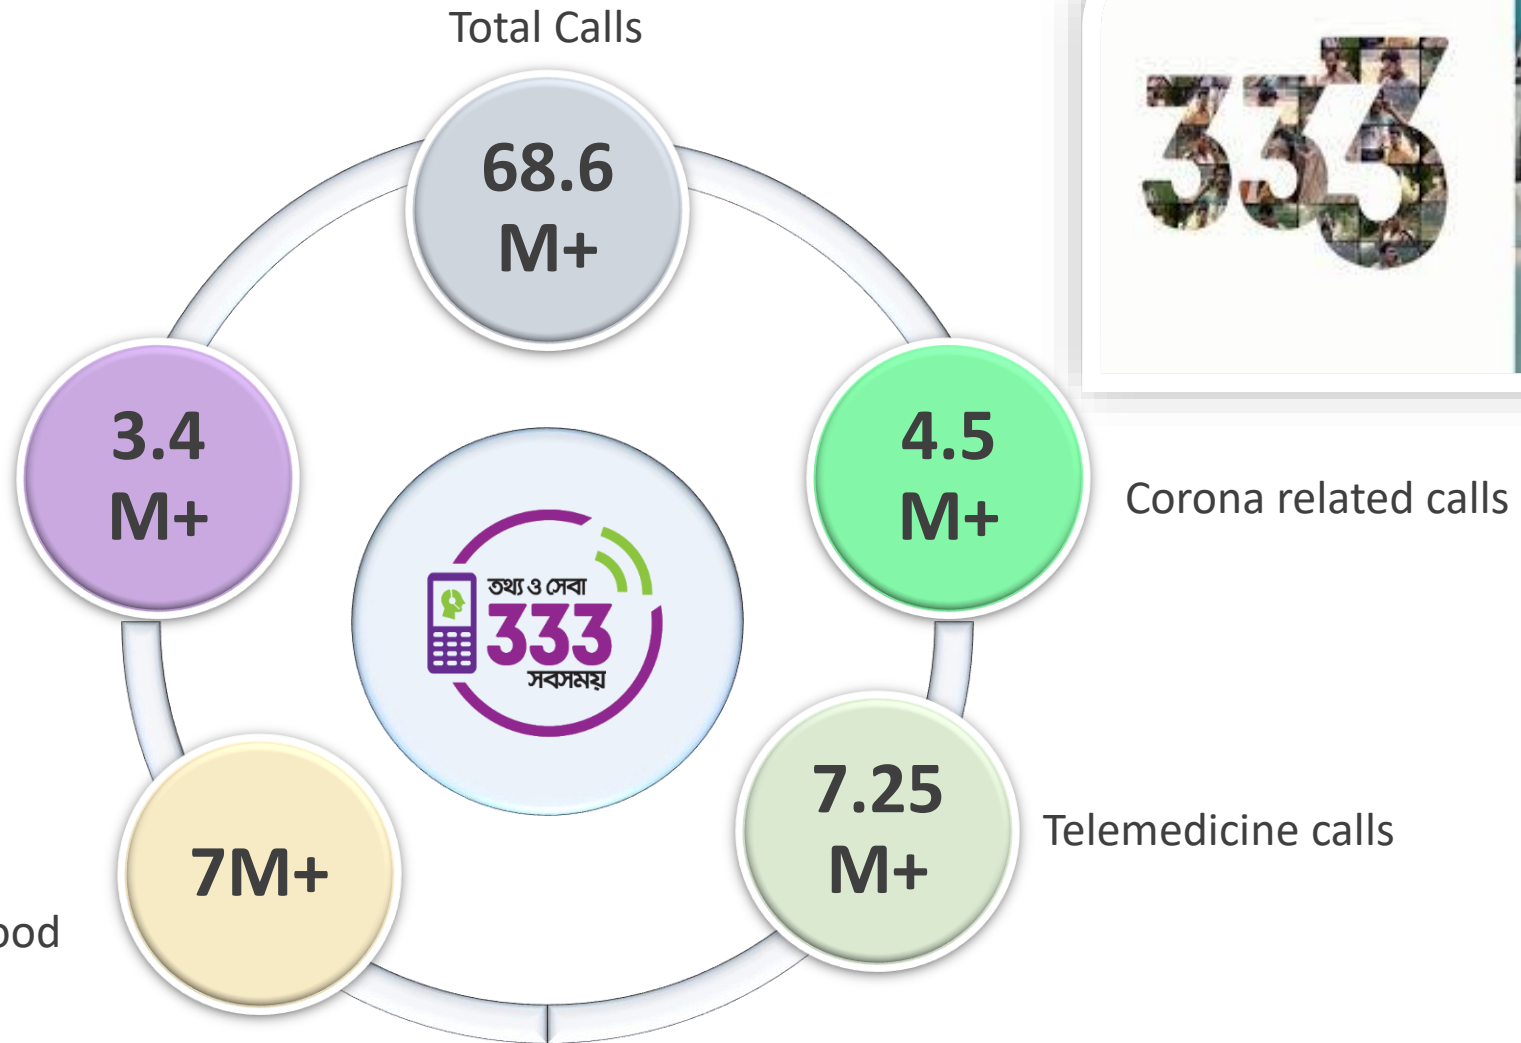 Total Calls
333
68.6
M+
3.4
M+
4.5
M+
Corona related calls
তথ্য ও সেবা
333
সবসময়
7.25
M+
Telemedicine calls
7M+
ood